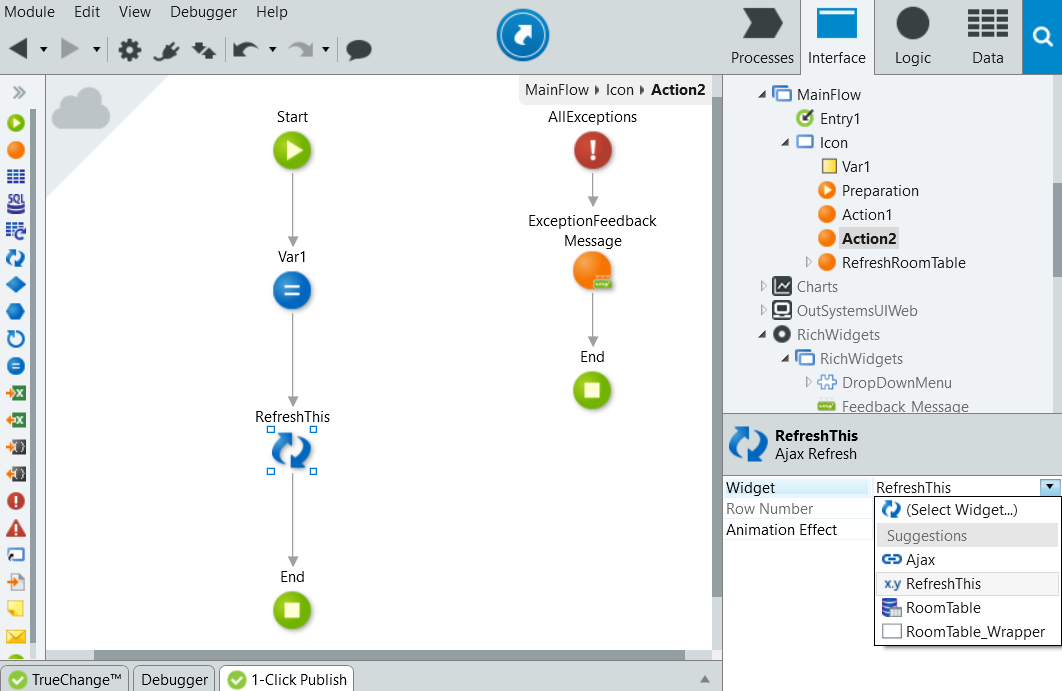 Module Edit View Debugger Help
Processes Interface Logic Data
MainFlow Icon Action2
Start
AllExceptions
ExceptionFeedback
Message
Var1
End
RefreshThis
End
SQL
MainFlow
Entry1
Icon
Var1
Preparation
Action1
Action2
RefreshRoomTable
Charts
OutSystemsUIWeb
RichWidgets
RichWidgets
DropDownMenu
Feedback_Message
RefreshThis
Ajax Refresh
Widget RefreshThis
Row Number
Animation Effect
(Select Widget...)
Suggestions
Ajax
x.y RefreshThis
RoomTable
RoomTable_Wrapper
TrueChange™ Debugger 1-Click Publish